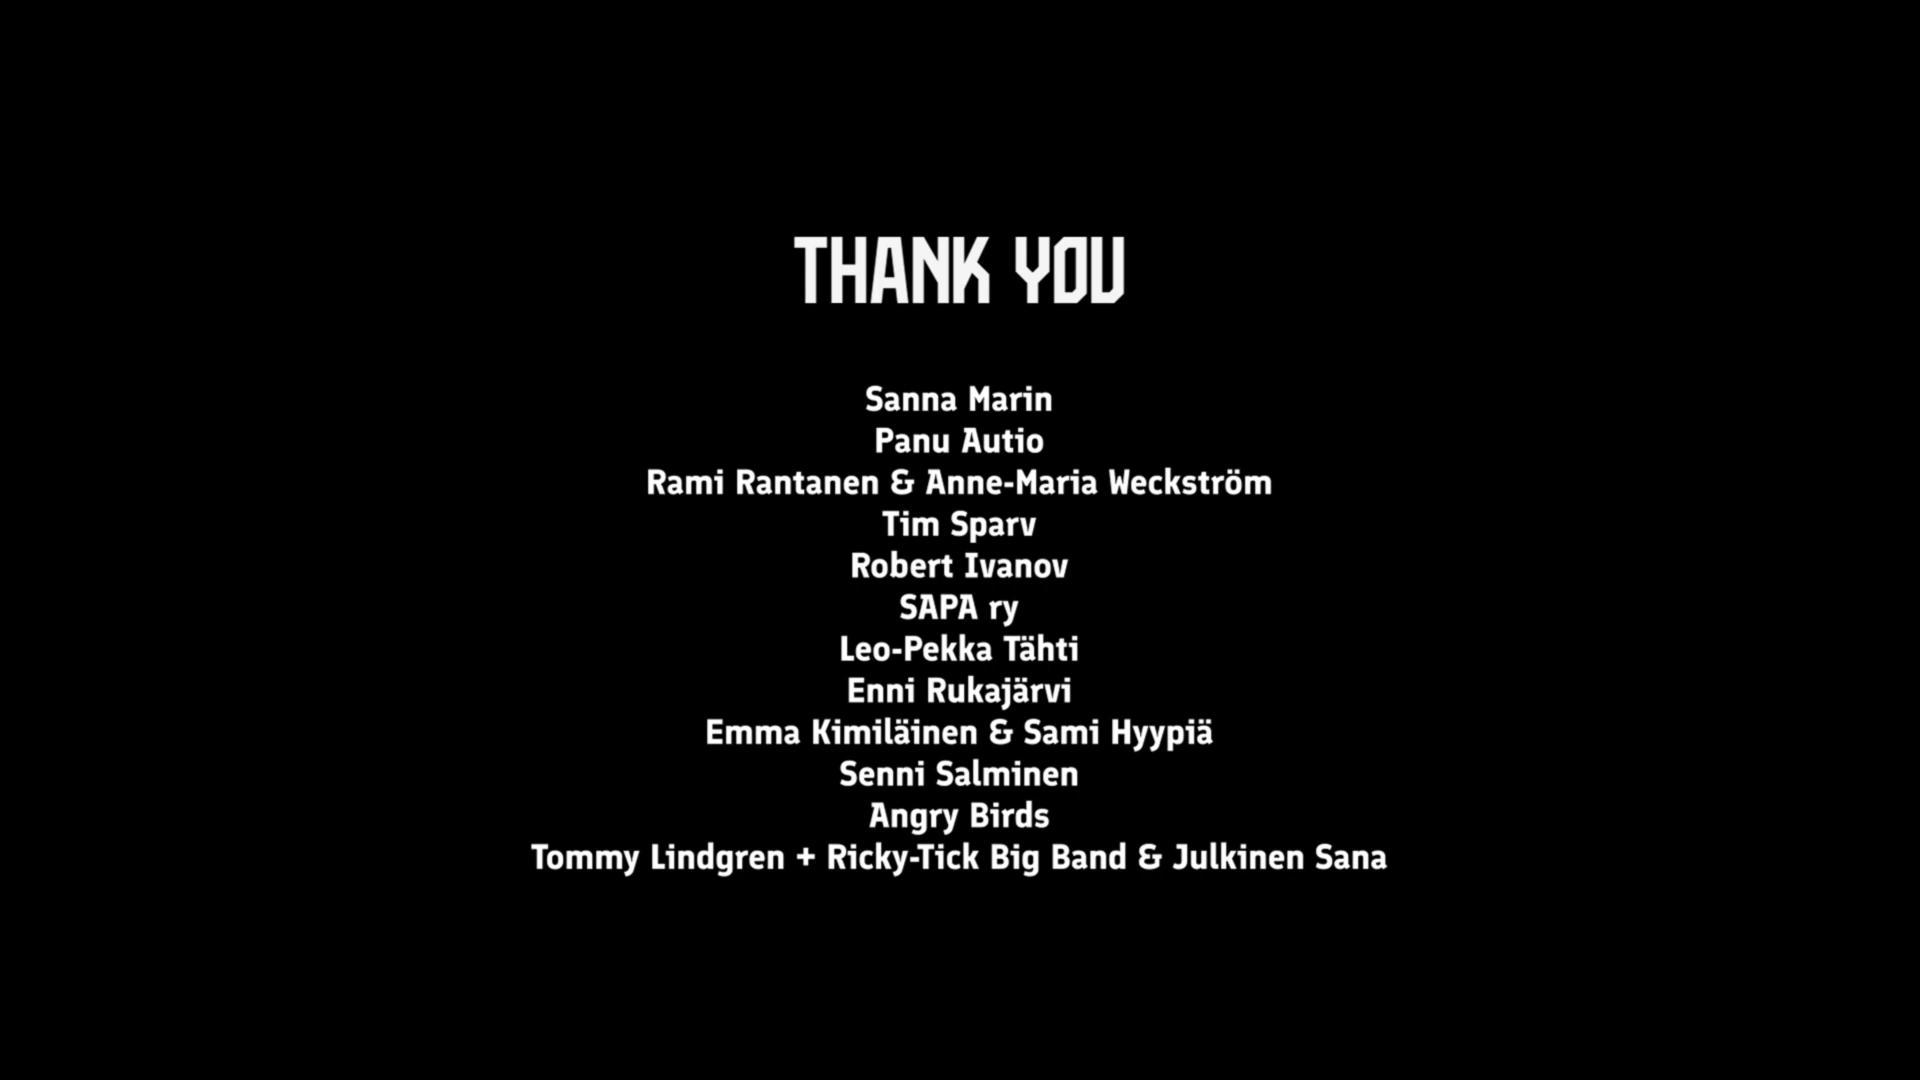 THANK YOU
Sanna Marin
Panu Autio
Rami Rantanen & Anne-Maria Weckström
Tim Sparv
Robert Ivanov
SAPA ry
Leo-Pekka Tähti
Enni Rukajärvi
Emma Kimiläinen & Sami Hyypiä
Senni Salminen
Angry Birds
Tommy Lindgren + Ricky-Tick Big Band & Julkinen Sana